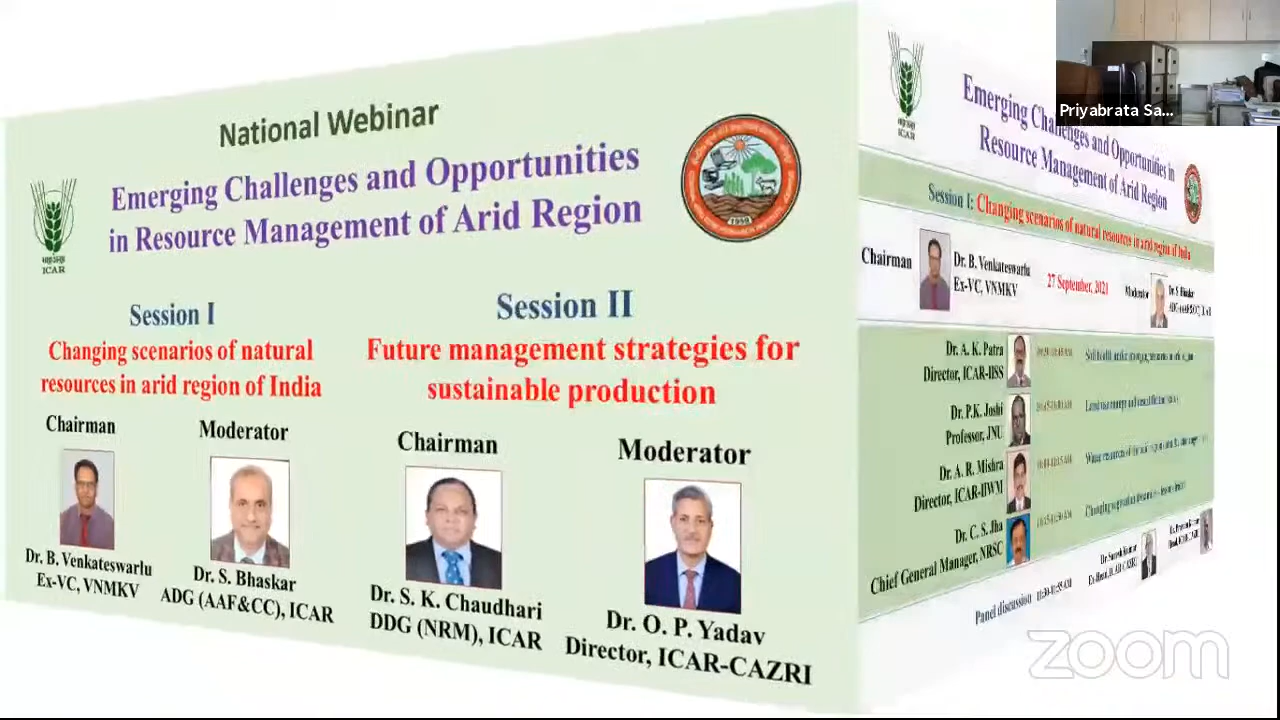 National Webinar
Emerging Challenges and Opportunities
in Resource Management of Arid Region
ICAR
1959
Session I
Changing scenarios of natural
resources in arid region of India
Chairman
Moderator
Dr. B. Venkateswarlu
Ex-VC, VNMKV
Dr. S. Bhaskar
ADG (AAF&CC), ICAR
Session II
Future management strategies for
sustainable production
Chairman
Moderator
Dr. S. K. Chaudhari
DDG (NRM), ICAR
Dr. O. P. Yadav
Director, ICAR-CAZRI
Priyabrata Sa...
ICAR
Emerging Challenges and Opportunities in
Resource Management of Arid Region
Session I: Changing scenarios of natural resources in arid region of India
Chairman
Dr. B. Venkateswarlu
Ex-VC, VNMKV
27 September, 2021
Moderator
Dr. S. Bhaskar
Dr. A. K. Patra
Director, ICAR-IISS
Dr. P.K. Joshi
Professor, JNU
Dr. A. R. Mishra
Director, ICAR-IIWM
Dr. C. S. Jha
Chief General Manager, NRSC
Panel discussion
zoom